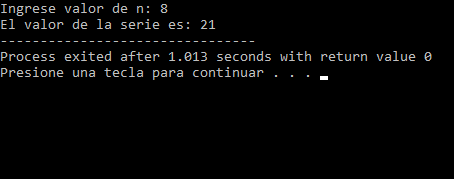 Ingrese valor de n: 8
El valor de la serie es: 21
--------------------------------
Process exited after 1.013 seconds with return value 0
Presione una tecla para continuar . . .